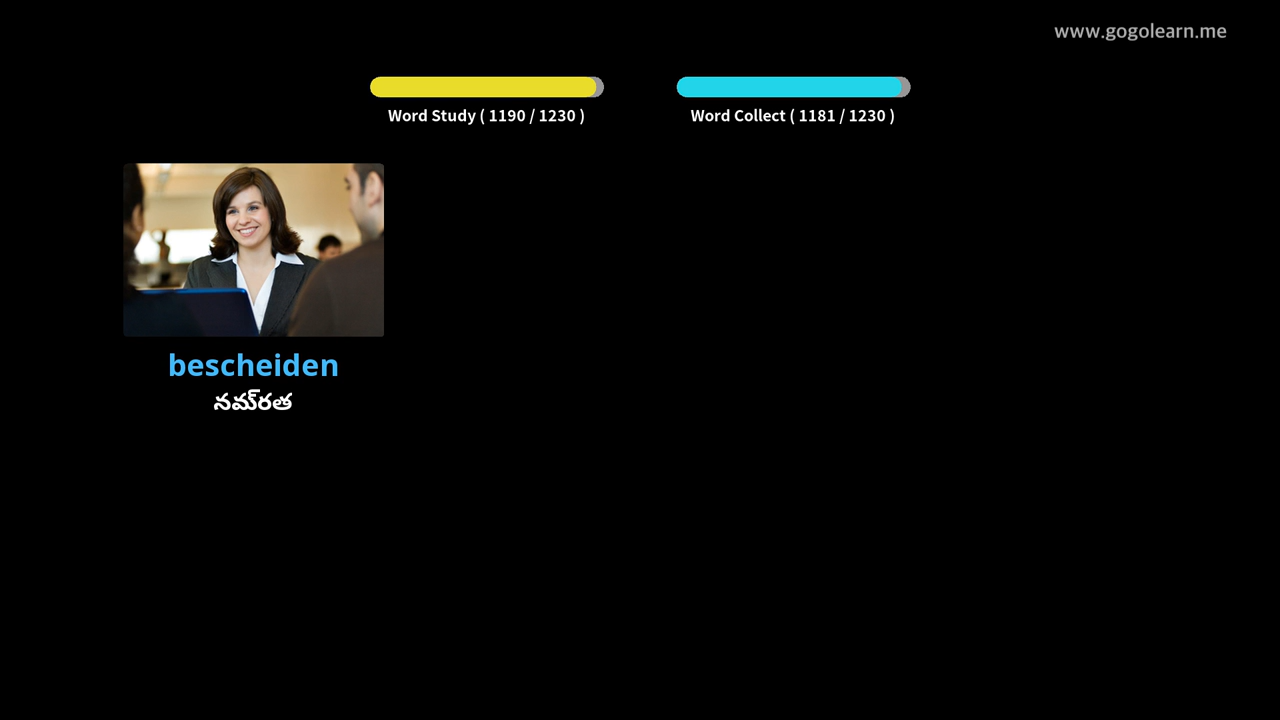 www.gogolearn.me
Word Study ( 1190 / 1230 )
Word Collect ( 1181 / 1230 )
bescheiden
నమ్‌రత